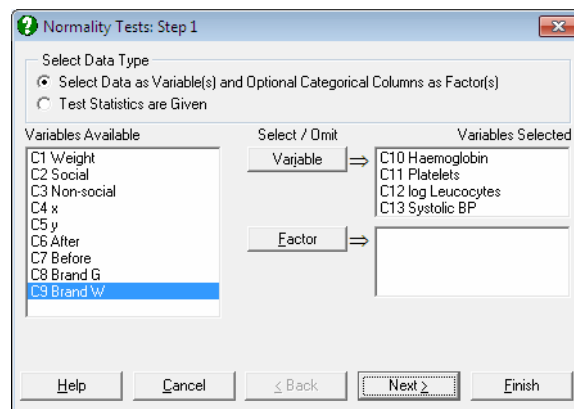 Normality Tests: Step 1
Select Data Type
Select Data as Variable(s) and Optional Categorical Columns as Factor(s)
Test Statistics are Given
Variables Available Select / Omit Variables Selected
C1 Weight
C2 Social
C3 Non-social
C4 x
C5 y
C6 After
C7 Before
C8 Brand G
C9 Brand W
Variable ⇒
C10 Haemoglobin
C11 Platelets
C12 log Leucocytes
C13 Systolic BP
Factor ⇒
Help Cancel < Back Next > Finish